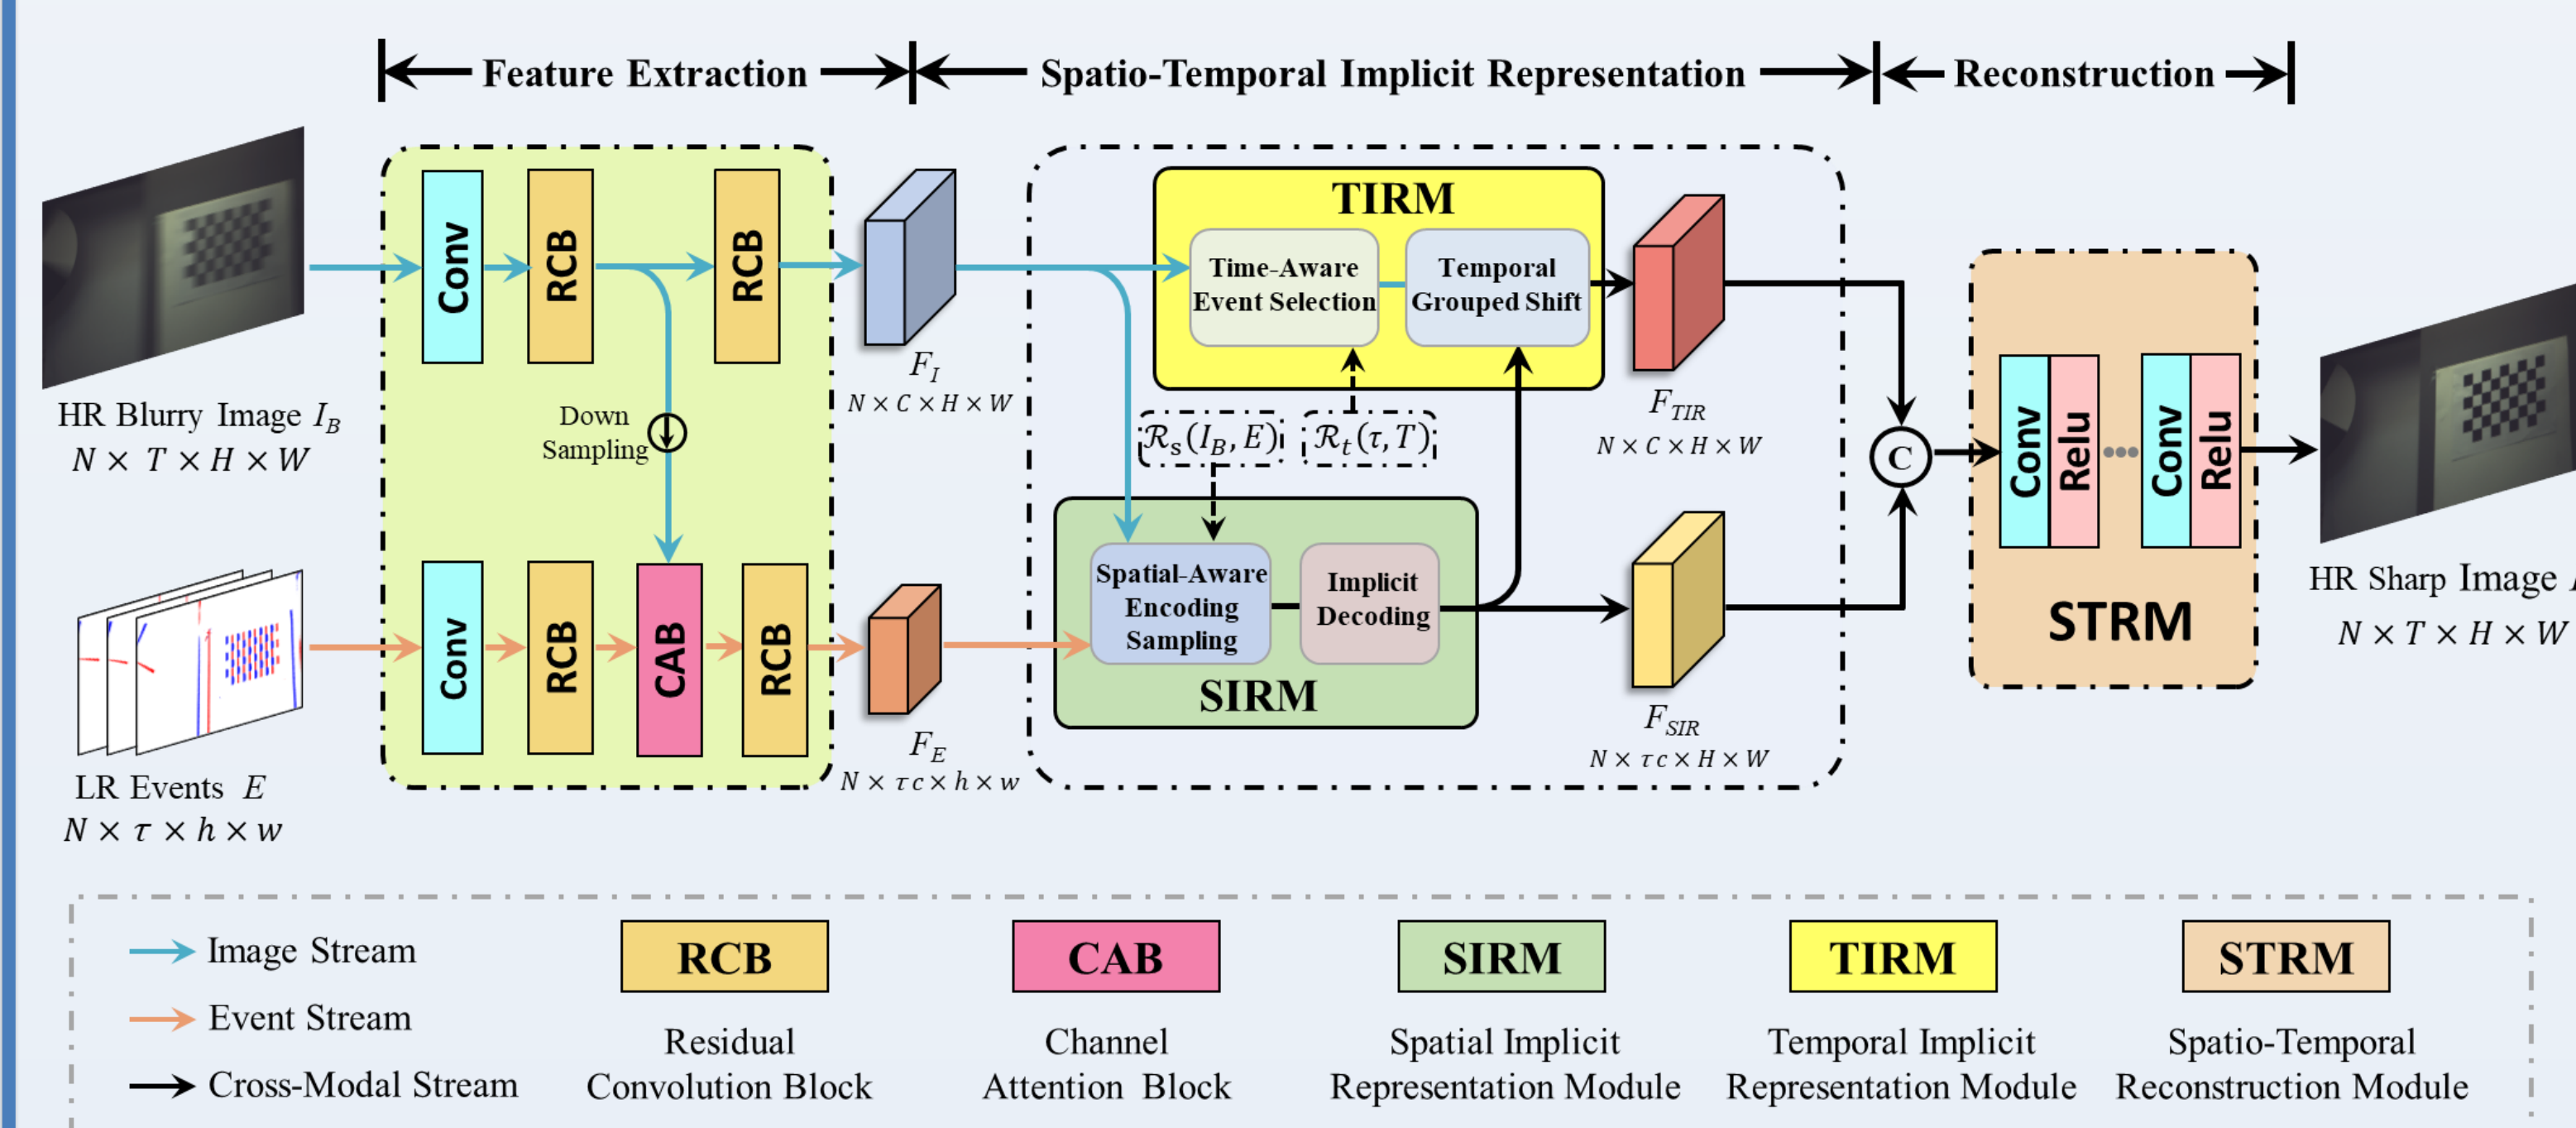 Feature Extraction
Spatio-Temporal Implicit Representation
Reconstruction
HR Blurry Image I_B
N × T × H × W
LR Events E
N × τ × h × w
Conv
RCB
RCB
Down
Sampling
Conv
RCB
CAB
RCB
F_I
N × C × H × W
F_E
N × τc × h × w
TIRM
Time-Aware
Event Selection
Temporal
Grouped Shift
R_s(I_B, E)
R_t(τ, T)
Spatial-Aware
Encoding
Sampling
Implicit
Decoding
SIRM
F_TIR
N × C × H × W
F_SIR
N × τc × H × W
C
Conv
Relu
Conv
Relu
STRM
HR Sharp Image
N × T × H × W
Image Stream
Event Stream
Cross-Modal Stream
RCB
Residual
Convolution Block
CAB
Channel
Attention Block
SIRM
Spatial Implicit
Representation Module
TIRM
Temporal Implicit
Representation Module
STRM
Spatio-Temporal
Reconstruction Module